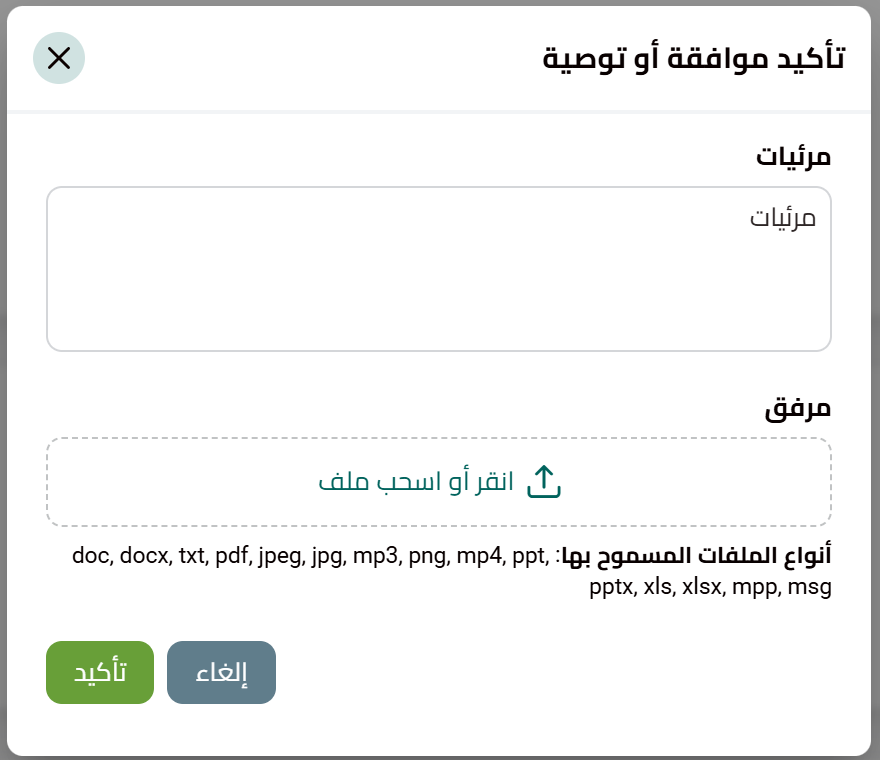 تأكيد موافقة أو توصية
مرئيات
مرئيات
مرفق
انقر أو اسحب ملف
أنواع الملفات المسموح بها: doc, docx, txt, pdf, jpeg, jpg, mp3, png, mp4, ppt,
pptx, xls, xlsx, mpp, msg
إلغاء
تأكيد